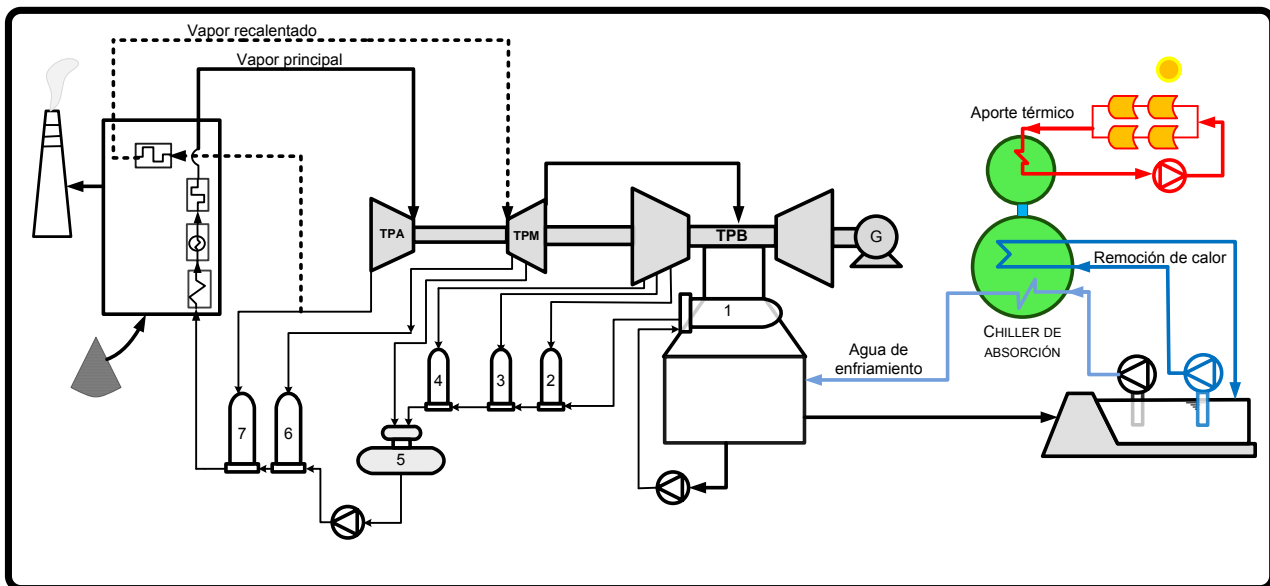 Vapor recalentado
Vapor principal
Aporte térmico
TPA
TPM
TPB
G
Remoción de calor
1
CHILLER DE
ABSORCIÓN
Agua de
enfriamiento
4
3
2
7
6
5